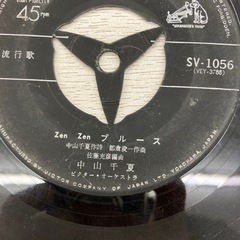 45
rpm
流行歌
SV-1056
(VEY-3788)
Zen Zen ブルース
中山千夏作詩 都倉俊一作曲
佐藤允彦編曲
中山千夏
ビクター・オーケストラ